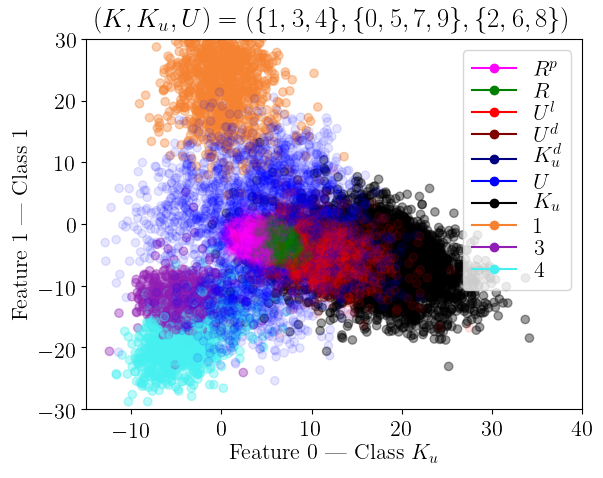 (K, K_u, U) = ({1, 3, 4}, {0, 5, 7, 9}, {2, 6, 8})
30
20
10
0
−10
−20
−30
Feature 1 — Class 1
R^p
R
U^l
U^d
K_u^d
U
K_u
1
3
4
−10
0
10
20
30
40
Feature 0 — Class K_u